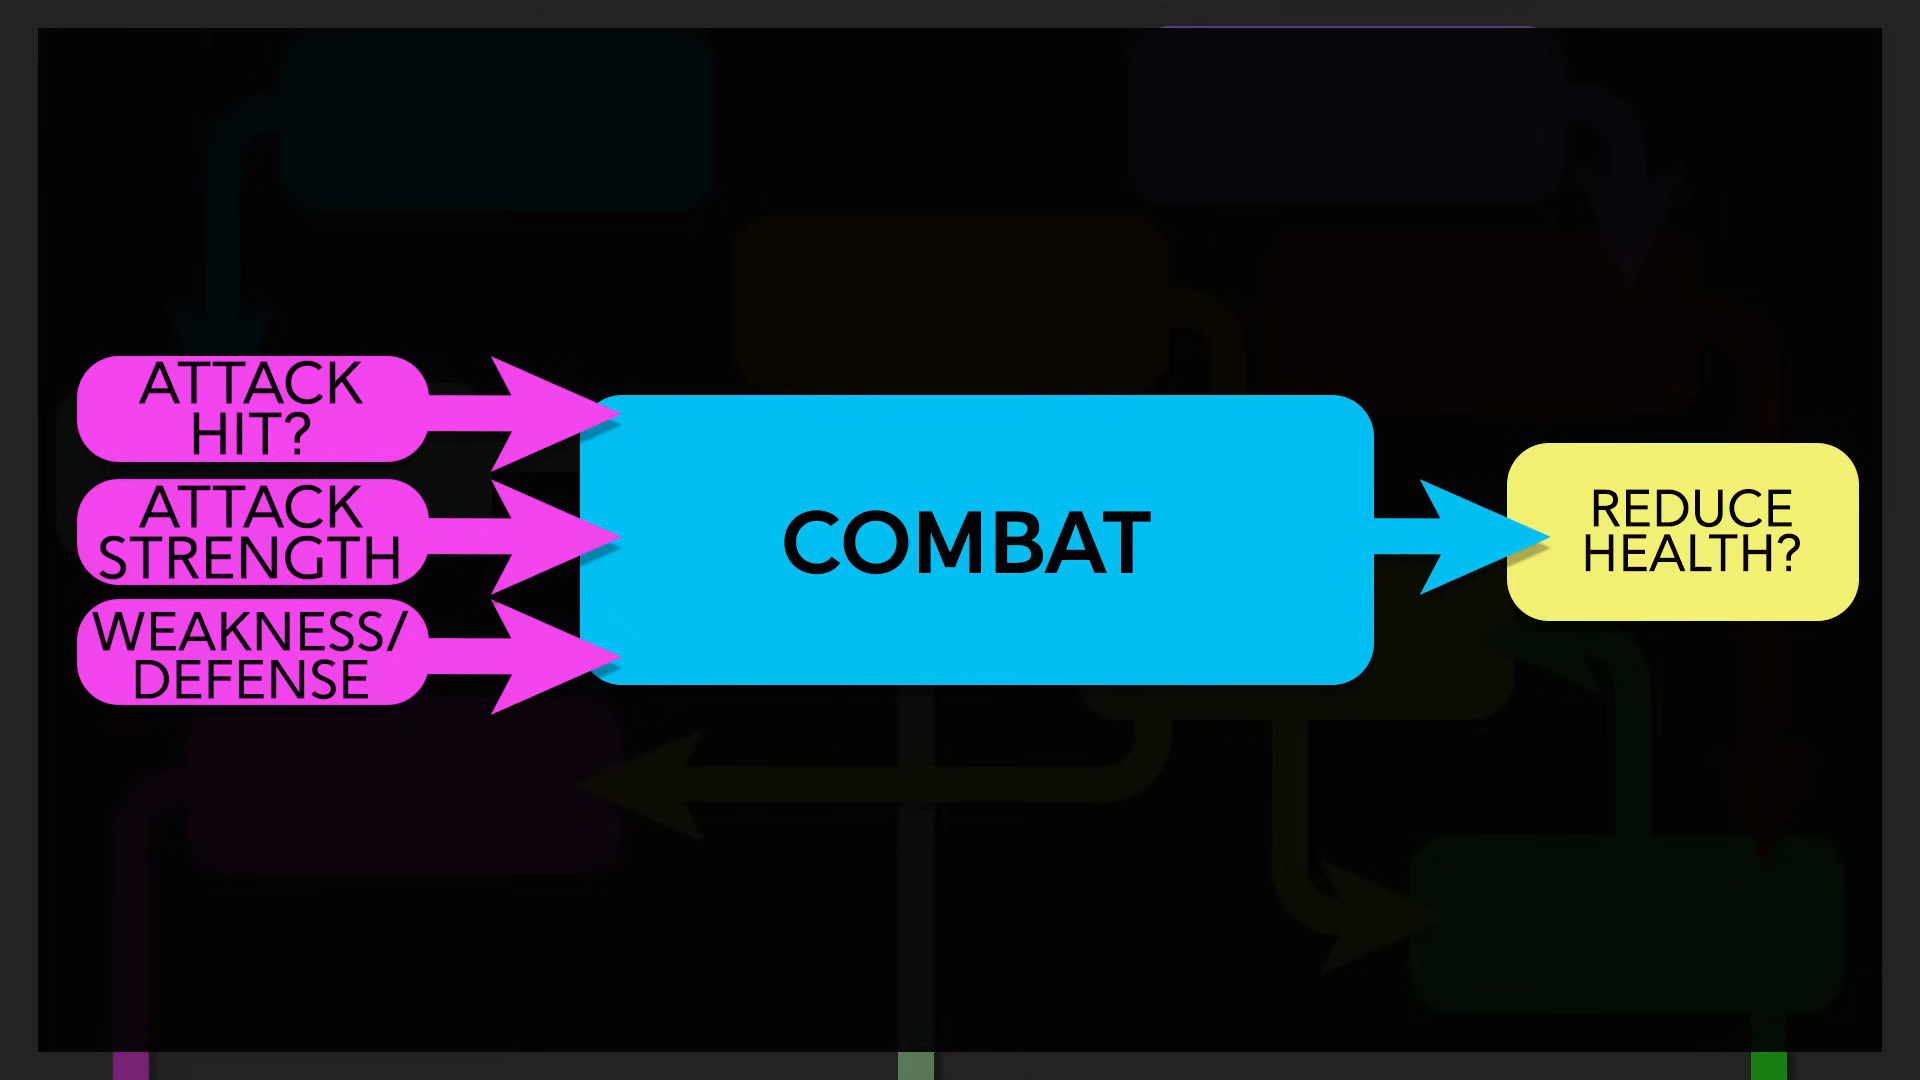 ATTACK
HIT?
ATTACK
STRENGTH
WEAKNESS/
DEFENSE
COMBAT
REDUCE
HEALTH?